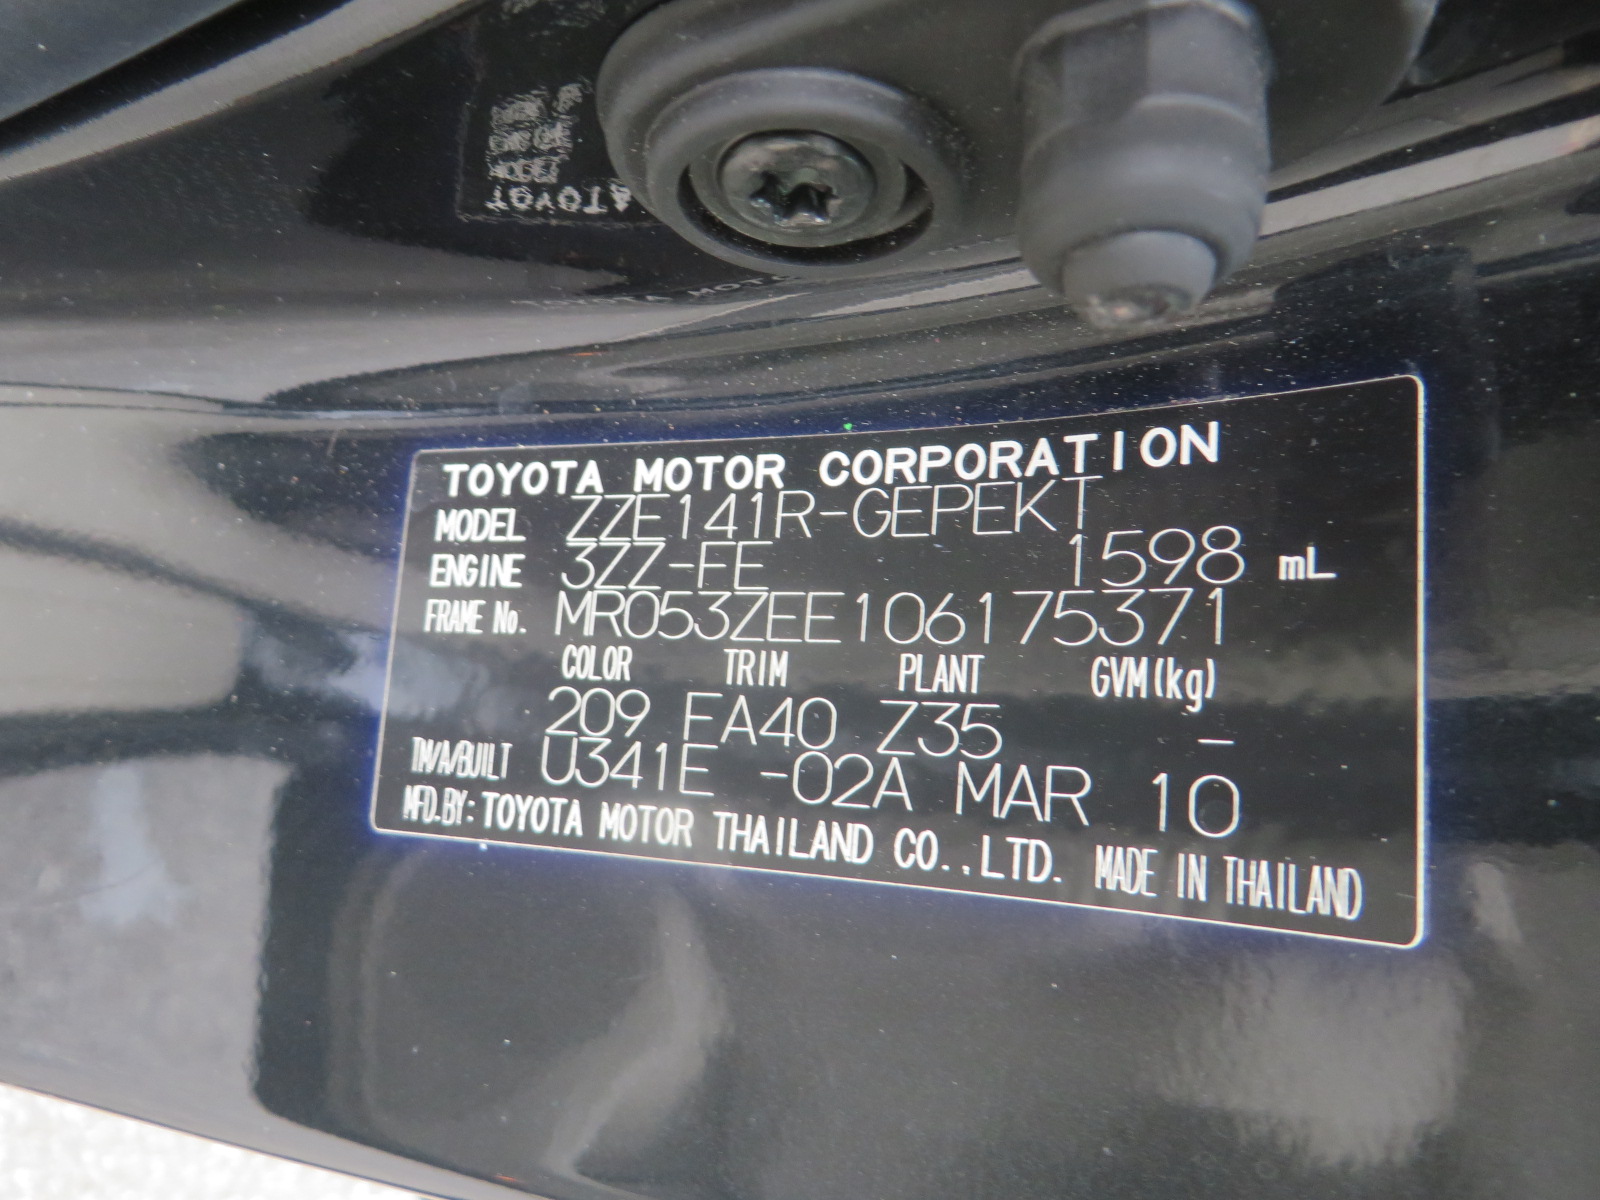 TOYOTA MOTOR CORPORATION
MODEL ZZE141R-GEPEKT
ENGINE 3ZZ-FE 1598 mL
FRAME No. MR053ZEE106175371
COLOR TRIM PLANT GVM(kg)
209 FA40 Z35 -
TM/A/BUILT U341E -02A MAR 10
MFD.BY: TOYOTA MOTOR THAILAND CO.,LTD. MADE IN THAILAND